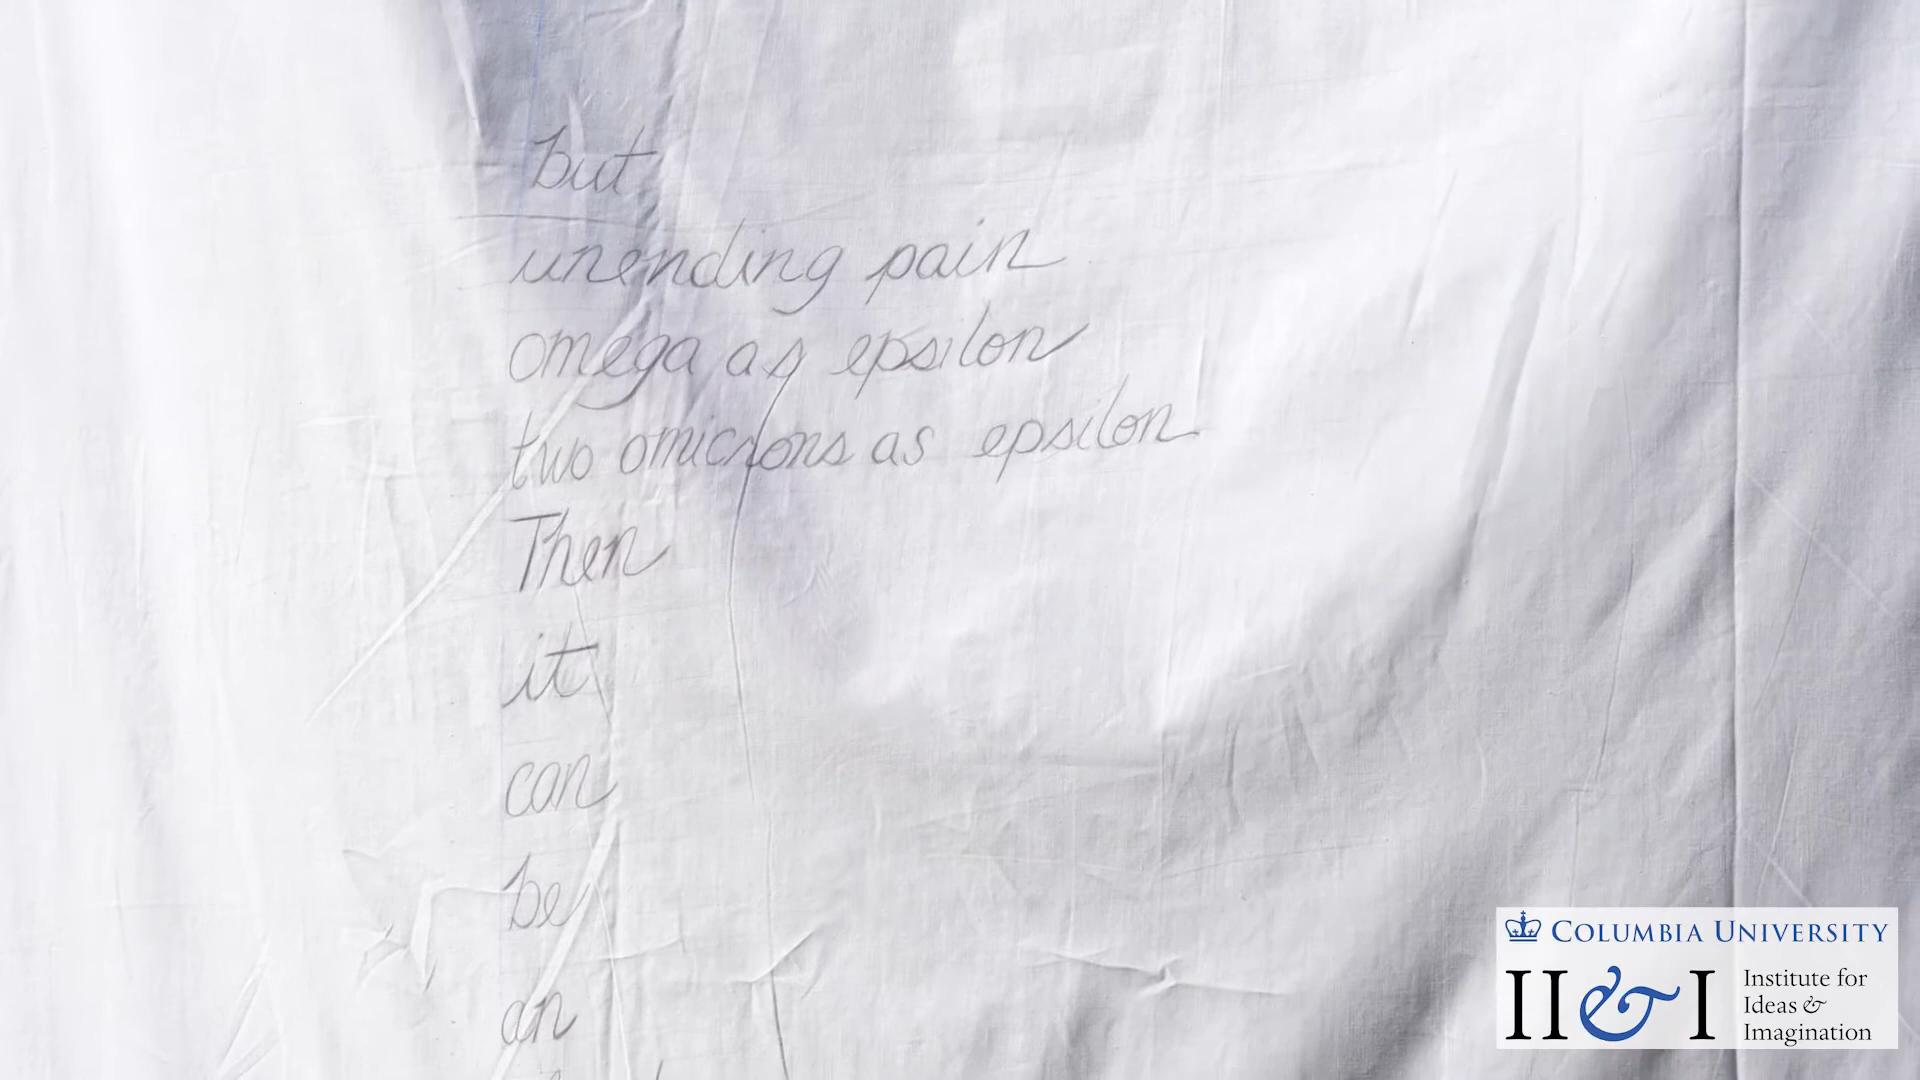 but
unending pain
omega as epsilon
two omicrons as epsilon
Then
it
can
be
an
COLUMBIA UNIVERSITY
II&I
Institute for
Ideas &
Imagination